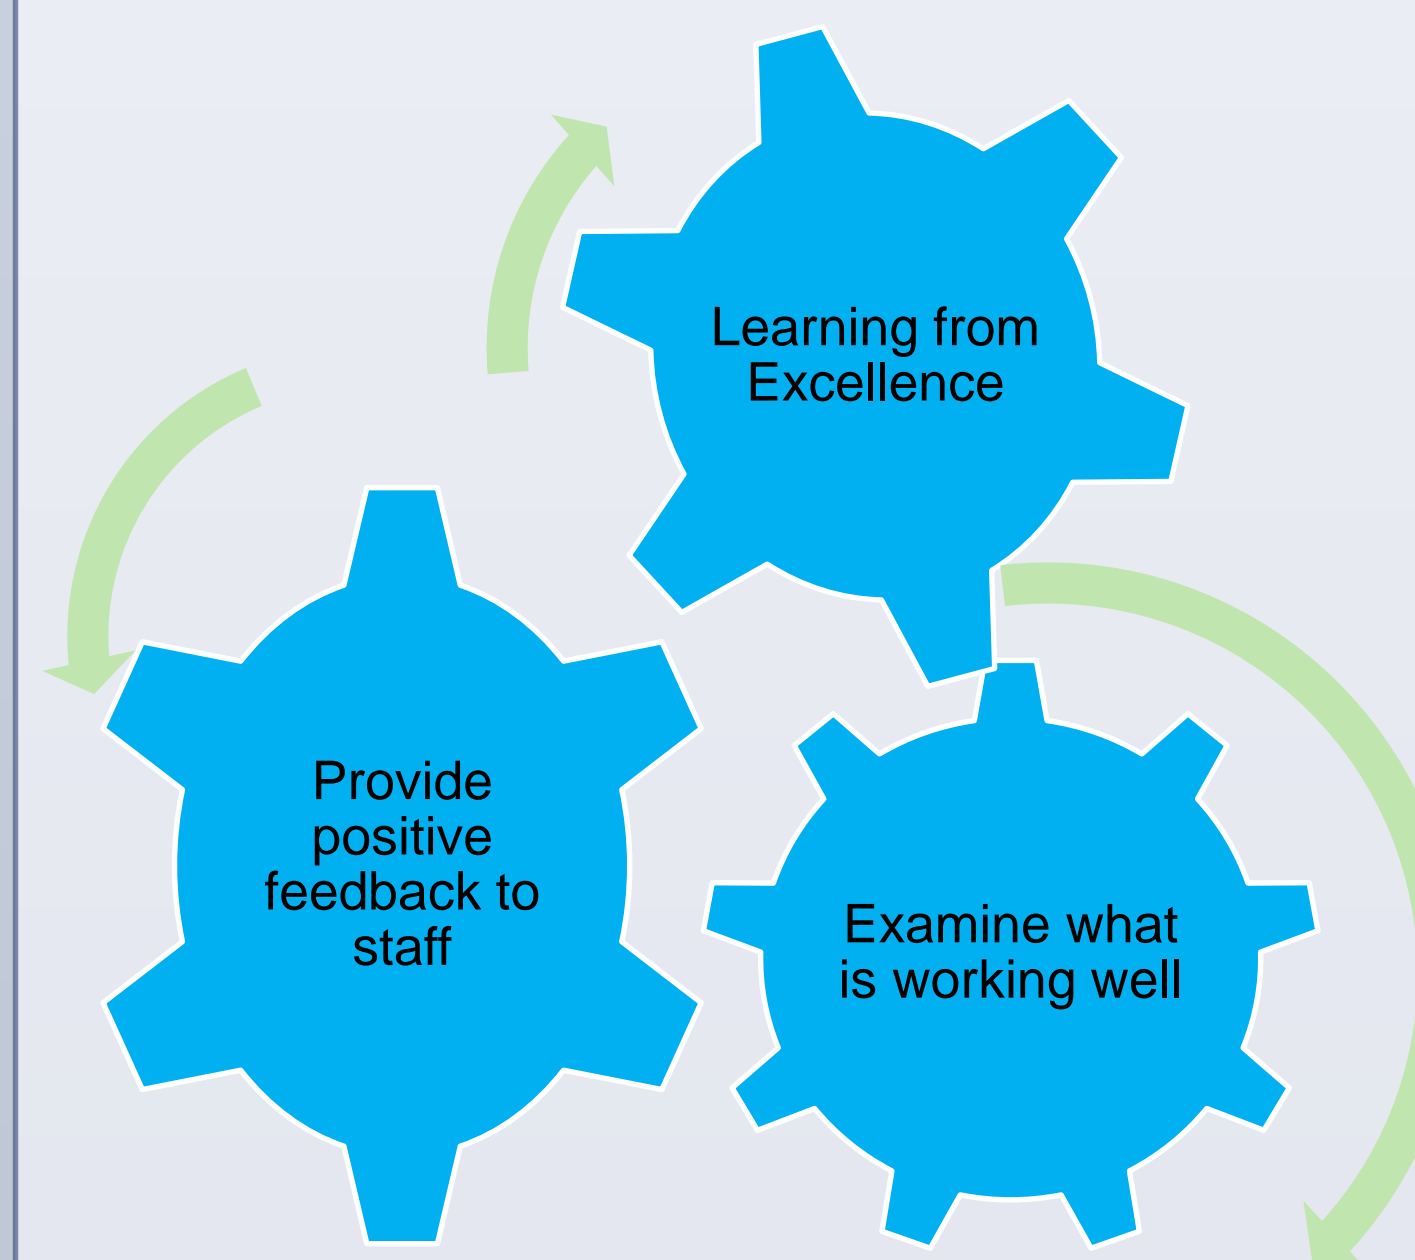 Learning from
Excellence
Provide
positive
feedback to
staff
Examine what
is working well